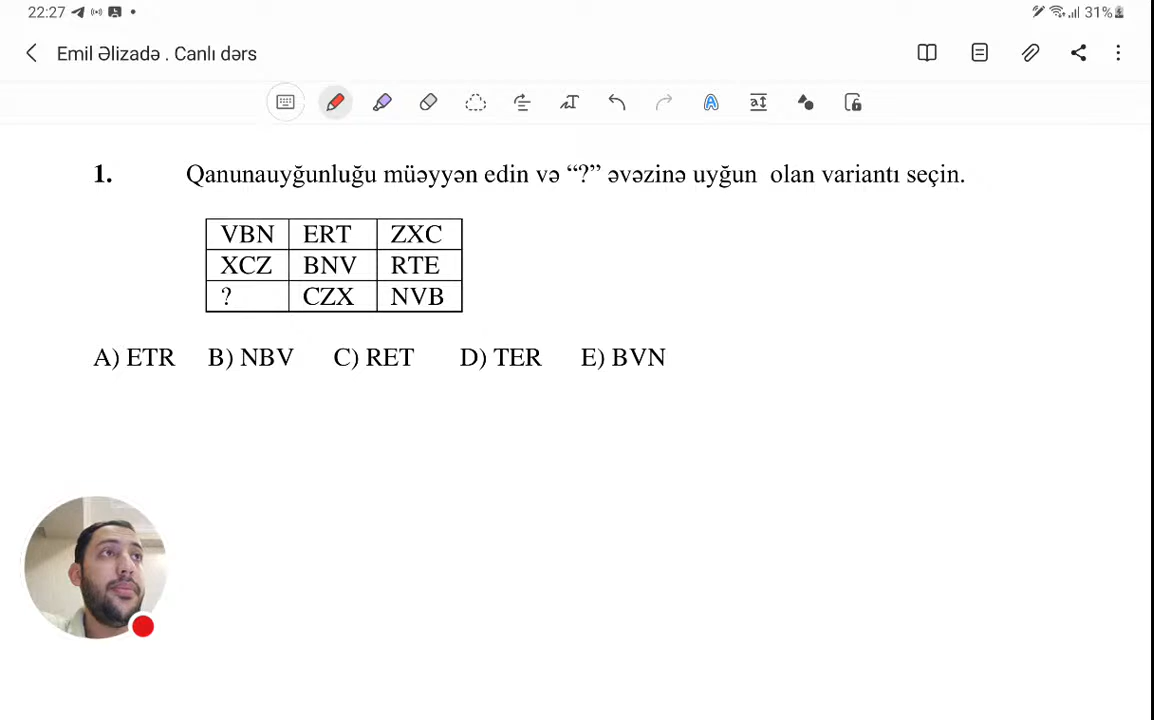 22:27 31%
Emil Əlizadə . Canlı dərs
1. Qanunauyğunluğu müəyyən edin və “?” əvəzinə uyğun olan variantı seçin.
VBN ERT ZXC
XCZ BNV RTE
? CZX NVB
A) ETR B) NBV C) RET D) TER E) BVN